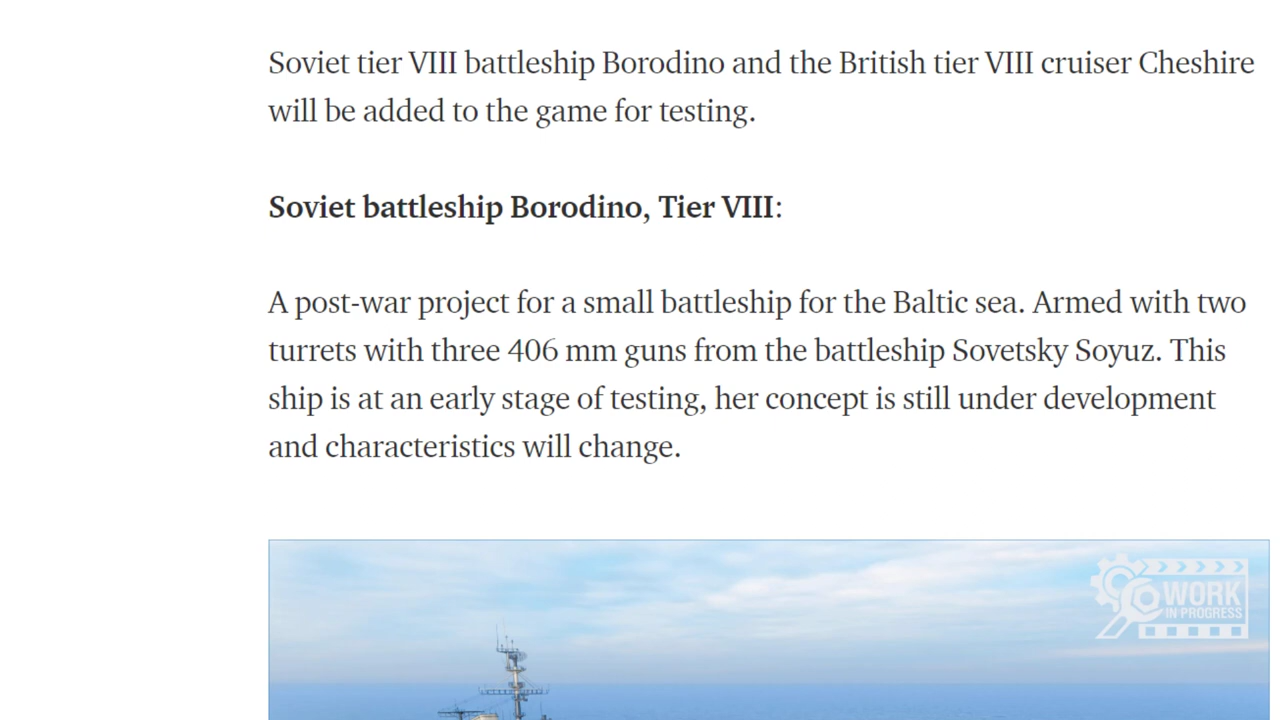 Soviet tier VIII battleship Borodino and the British tier VIII cruiser Cheshire
will be added to the game for testing.
Soviet battleship Borodino, Tier VIII:
A post-war project for a small battleship for the Baltic sea. Armed with two
turrets with three 406 mm guns from the battleship Sovetsky Soyuz. This
ship is at an early stage of testing, her concept is still under development
and characteristics will change.
WORK
IN PROGRESS